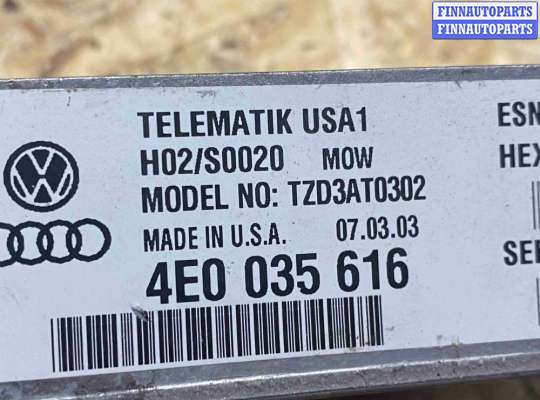 FINNAUTOPARTS
FINNAUTOPARTS
TELEMATIK USA1
H02/S0020 MOW
MODEL NO: TZD3AT0302
MADE IN U.S.A. 07.03.03
4E0 035 616
ESN
HEX
SER